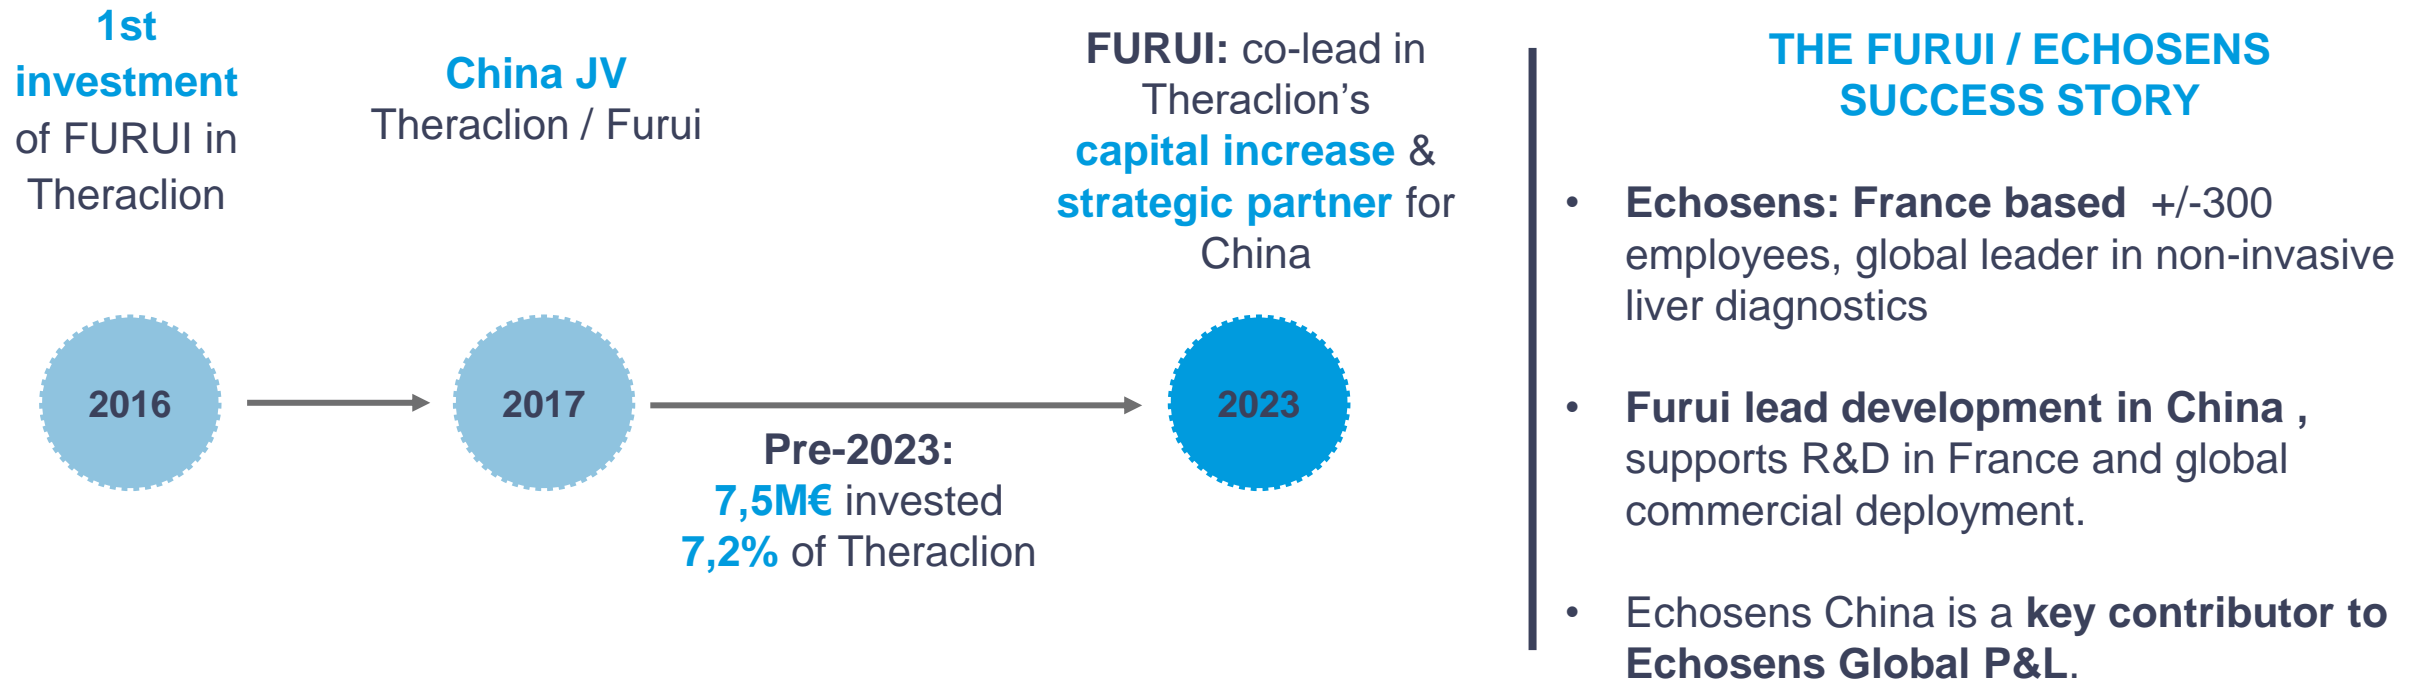 1st
investment
of FURUI in
Theraclion
China JV
Theraclion / Furui
FURUI: co-lead in
Theraclion’s
capital increase &
strategic partner for
China
2016
2017
2023
Pre-2023:
7,5M€ invested
7,2% of Theraclion
THE FURUI / ECHOSENS
SUCCESS STORY
• Echosens: France based +/-300
employees, global leader in non-invasive
liver diagnostics
• Furui lead development in China ,
supports R&D in France and global
commercial deployment.
• Echosens China is a key contributor to
Echosens Global P&L.